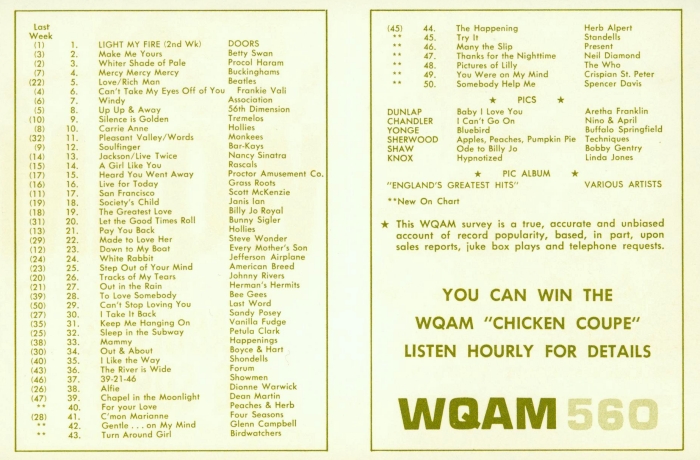 Last
Week
(1) 1. LIGHT MY FIRE (2nd Wk) DOORS
(3) 2. Make Me Yours Betty Swan
(2) 3. Whiter Shade of Pale Procol Haram
(7) 4. Mercy Mercy Mercy Buckinghams
(22) 5. Love/Rich Man Beatles
(4) 6. Can't Take My Eyes Off of You Frankie Vali
(6) 7. Windy Association
(5) 8. Up Up & Away 56th Dimension
(10) 9. Silence is Golden Tremelos
(8) 10. Carrie Anne Hollies
(32) 11. Pleasant Valley/Words Monkees
(9) 12. Soulfinger Bar-Kays
(14) 13. Jackson/Live Twice Nancy Sinatra
(15) 14. A Girl Like You Rascals
(17) 15. Heard You Went Away Proctor Amusement Co.
(16) 16. Live for Today Grass Roots
(11) 17. San Francisco Scott McKenzie
(19) 18. Society's Child Janis Ian
(18) 19. The Greatest Love Billy Jo Royal
(31) 20. Let the Good Times Roll Bunny Sigler
(13) 21. Pay You Back Hollies
(29) 22. Made to Love Her Steve Wonder
(12) 23. Down to My Boat Every Mother's Son
(24) 24. White Rabbit Jefferson Airplane
(23) 25. Step Out of Your Mind American Breed
(20) 26. Tracks of My Tears Johnny Rivers
(21) 27. Out in the Rain Herman's Hermits
(39) 28. To Love Somebody Bee Gees
(50) 29. Can't Stop Loving You Last Word
(27) 30. I Take It Back Sandy Posey
(35) 31. Keep Me Hanging On Vanilla Fudge
(25) 32. Sleep in the Subway Petula Clark
(38) 33. Mammy Happenings
(30) 34. Out & About Boyce & Hart
(40) 35. I Like the Way Shondells
(43) 36. The River is Wide Forum
(46) 37. 39-21-46 Showmen
(26) 38. Alfie Dionne Warwick
(47) 39. Chapel in the Moonlight Dean Martin
** 40. For your Love Peaches & Herb
(28) 41. C'mon Marianne Four Seasons
** 42. Gentle . . . on My Mind Glenn Campbell
** 43. Turn Around Girl Birdwatchers
(45) 44. The Happening Herb Alpert
** 45. Try It Standells
** 46. Many the Slip Present
** 47. Thanks for the Nighttime Neil Diamond
** 48. Pictures of Lilly The Who
** 49. You Were on My Mind Crispian St. Peter
** 50. Somebody Help Me Spencer Davis
★ PICS ★
DUNLAP Baby I Love You Aretha Franklin
CHANDLER I Can't Go On Nino & April
YONGE Bluebird Buffalo Springfield
SHERWOOD Apples, Peaches, Pumpkin Pie Techniques
SHAW Ode to Billy Jo Bobby Gentry
KNOX Hypnotized Linda Jones
★ PIC ALBUM ★
"ENGLAND'S GREATEST HITS" VARIOUS ARTISTS
**New On Chart
★ This WQAM survey is a true, accurate and unbiased
account of record popularity, based, in part, upon
sales reports, juke box plays and telephone requests.
YOU CAN WIN THE
WQAM "CHICKEN COUPE"
LISTEN HOURLY FOR DETAILS
WQAM 560